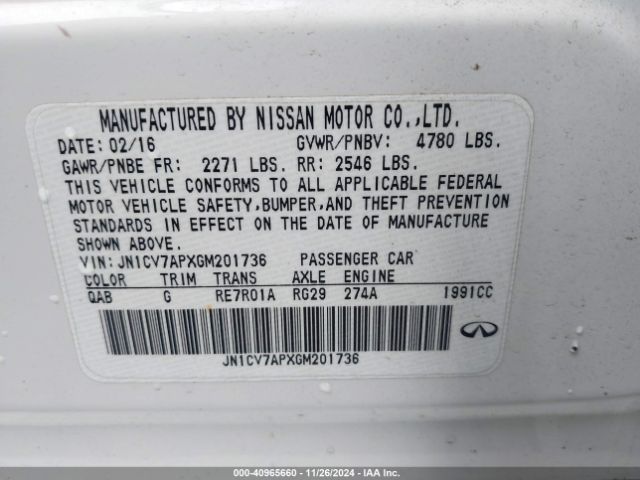 MANUFACTURED BY NISSAN MOTOR CO.,LTD.
DATE: 02/16 GVWR/PNBV: 4780 LBS.
GAWR/PNBE FR: 2271 LBS. RR: 2546 LBS.
THIS VEHICLE CONFORMS TO ALL APPLICABLE FEDERAL
MOTOR VEHICLE SAFETY,BUMPER,AND THEFT PREVENTION
STANDARDS IN EFFECT ON THE DATE OF MANUFACTURE
SHOWN ABOVE.
VIN: JN1CV7APXGM201736 PASSENGER CAR
COLOR TRIM TRANS AXLE ENGINE
QAB G RE7R01A RG29 274A 1991CC
JN1CV7APXGM201736
000-40965660 | 11/26/2024 | IAAI.COM